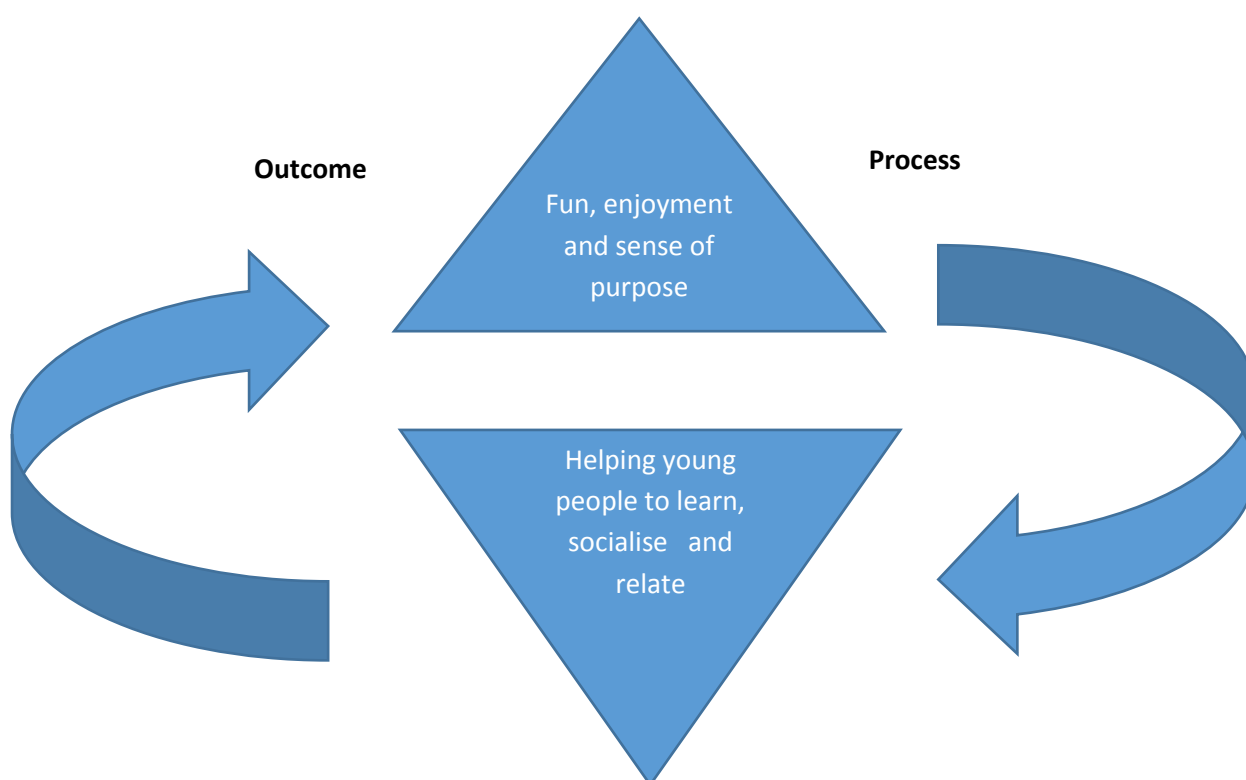 Outcome
Process
Fun, enjoyment
and sense of
purpose
Helping young
people to learn,
socialise and
relate